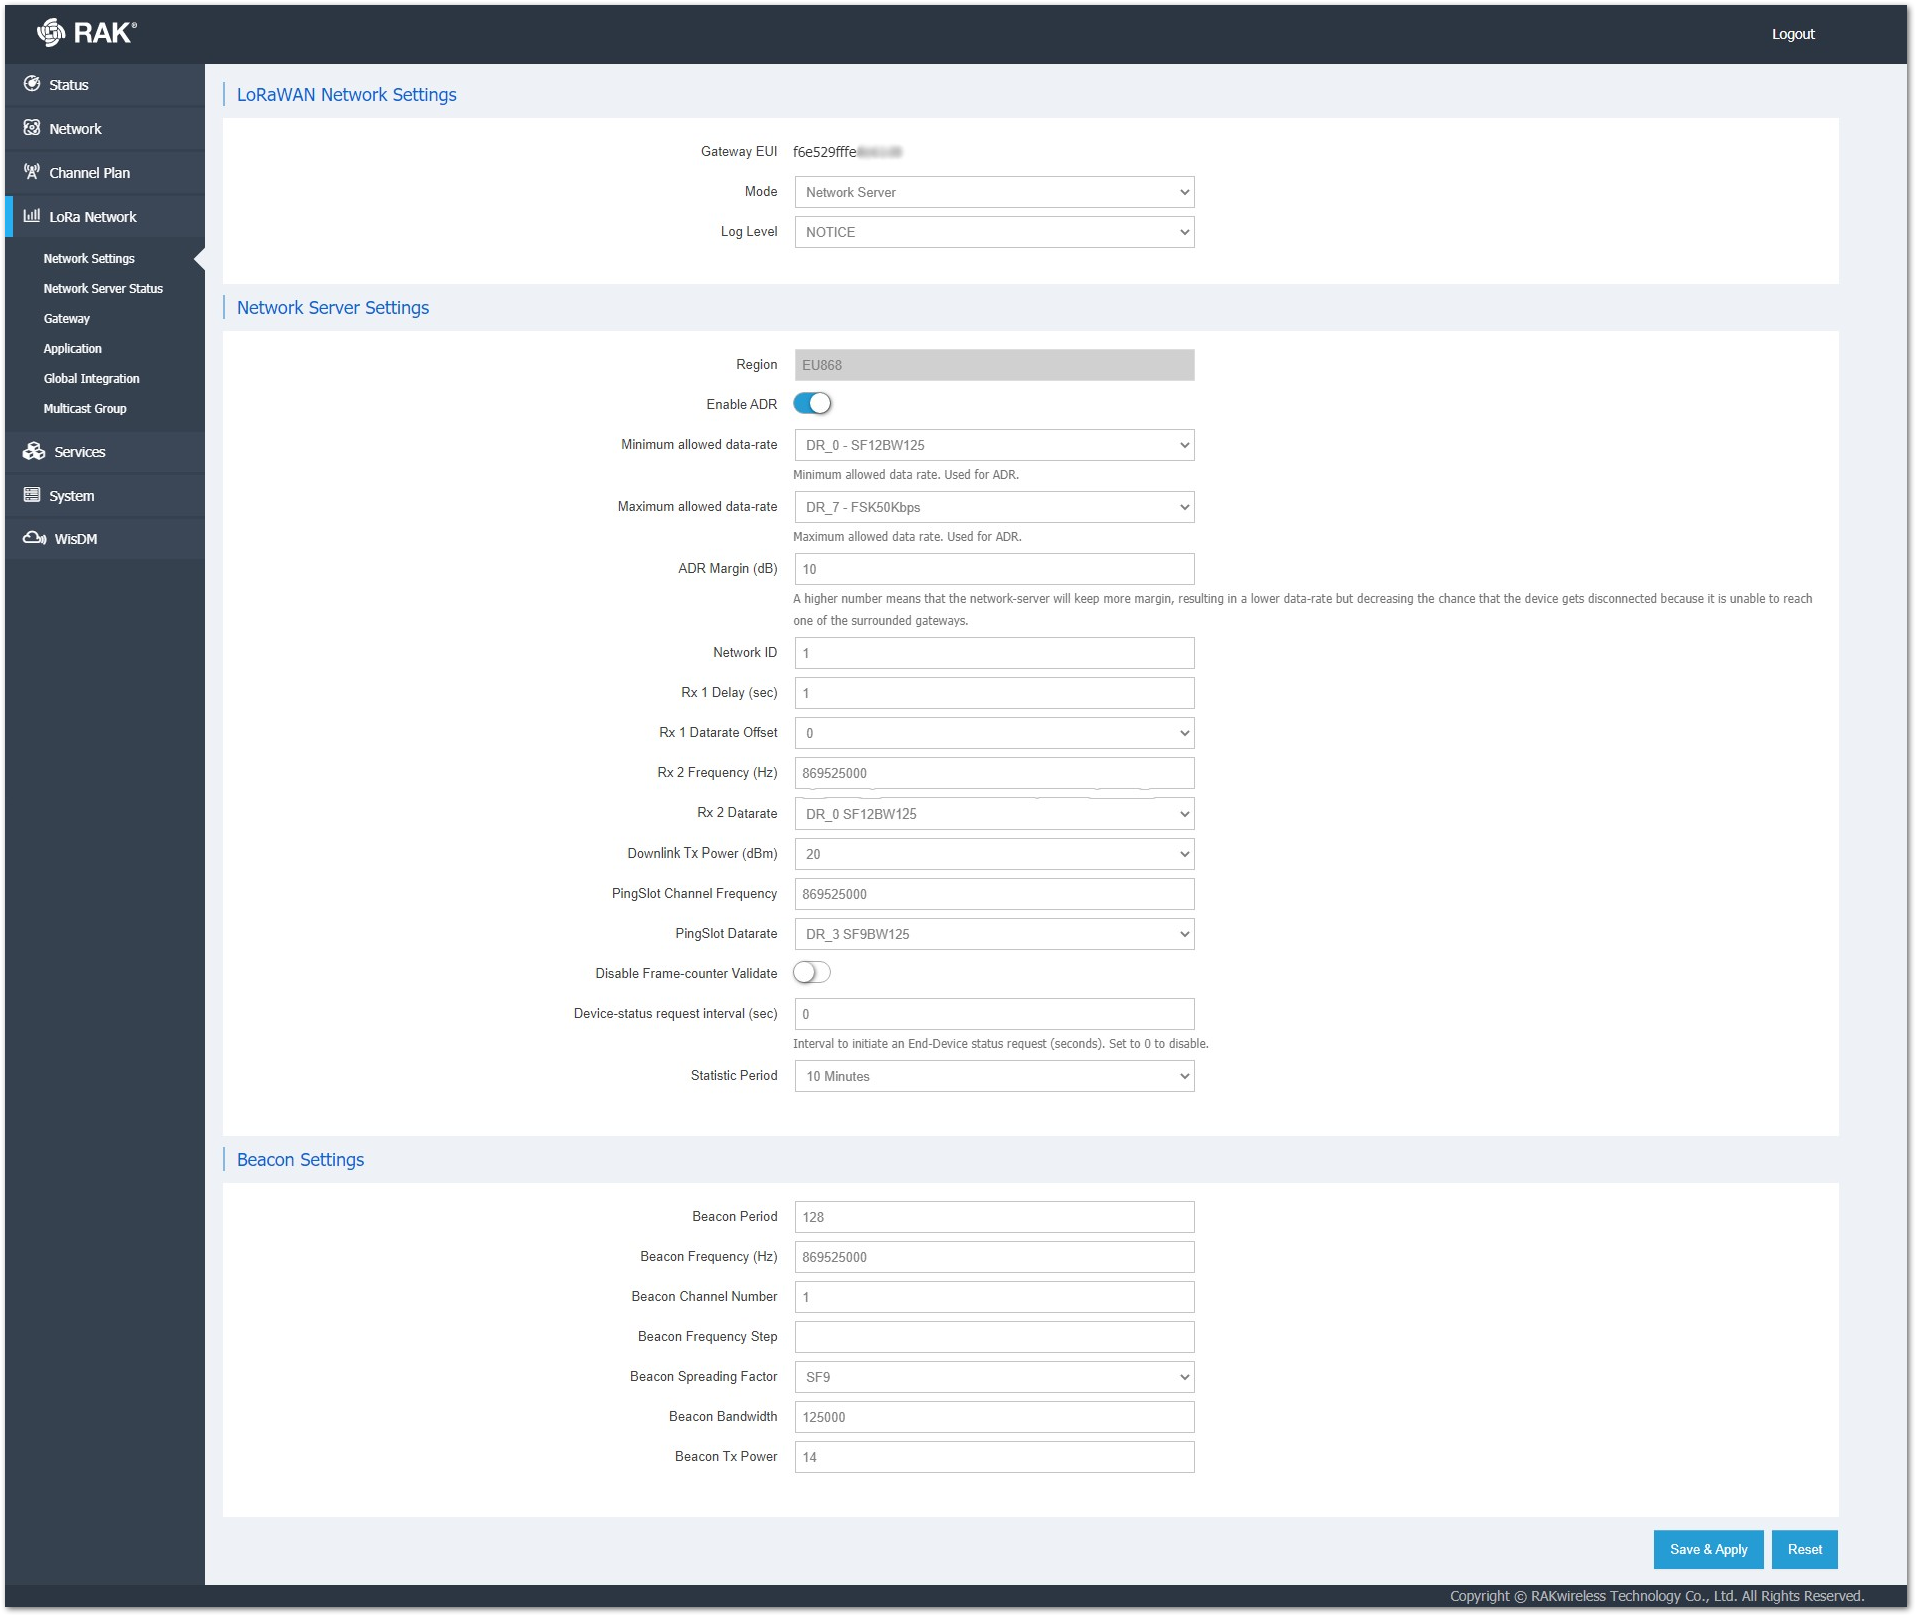 RAK®
Logout
Status
Network
Channel Plan
LoRa Network
Network Settings
Network Server Status
Gateway
Application
Global Integration
Multicast Group
Services
System
WisDM
LoRaWAN Network Settings
Gateway EUI f6e529fffe
Mode Network Server
Log Level NOTICE
Network Server Settings
Region EU868
Enable ADR
Minimum allowed data-rate DR_0 - SF12BW125
Minimum allowed data rate. Used for ADR.
Maximum allowed data-rate DR_7 - FSK50Kbps
Maximum allowed data rate. Used for ADR.
ADR Margin (dB) 10
A higher number means that the network-server will keep more margin, resulting in a lower data-rate but decreasing the chance that the device gets disconnected because it is unable to reach
one of the surrounded gateways.
Network ID 1
Rx 1 Delay (sec) 1
Rx 1 Datarate Offset 0
Rx 2 Frequency (Hz) 869525000
Rx 2 Datarate DR_0 SF12BW125
Downlink Tx Power (dBm) 20
PingSlot Channel Frequency 869525000
PingSlot Datarate DR_3 SF9BW125
Disable Frame-counter Validate
Device-status request interval (sec) 0
Interval to initiate an End-Device status request (seconds). Set to 0 to disable.
Statistic Period 10 Minutes
Beacon Settings
Beacon Period 128
Beacon Frequency (Hz) 869525000
Beacon Channel Number 1
Beacon Frequency Step
Beacon Spreading Factor SF9
Beacon Bandwidth 125000
Beacon Tx Power 14
Save & Apply
Reset
Copyright © RAKwireless Technology Co., Ltd. All Rights Reserved.